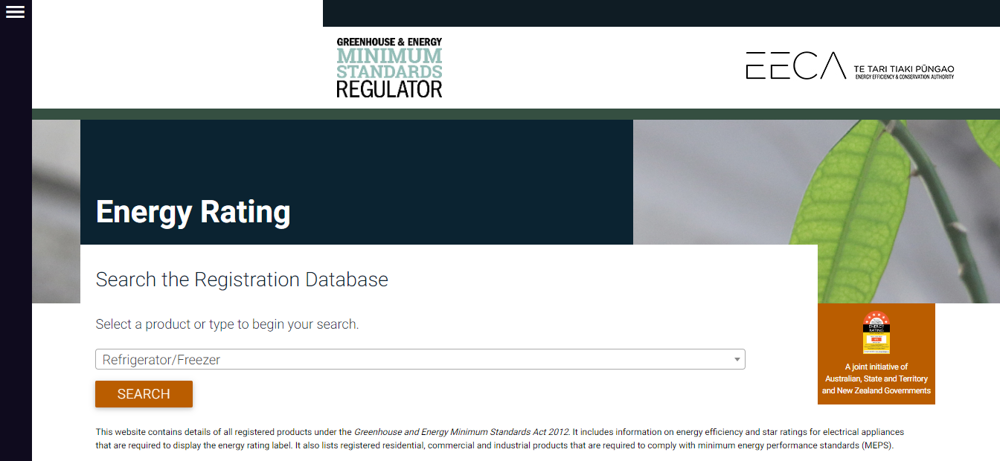 GREENHOUSE & ENERGY
MINIMUM
STANDARDS
REGULATOR
EECA
TE TARI TIAKI PŪNGAO
ENERGY EFFICIENCY & CONSERVATION AUTHORITY
Energy Rating
Search the Registration Database
Select a product or type to begin your search.
Refrigerator/Freezer
SEARCH
ENERGY
RATING
A joint initiative of
Australian, State and Territory
and New Zealand Governments
This website contains details of all registered products under the Greenhouse and Energy Minimum Standards Act 2012. It includes information on energy efficiency and star ratings for electrical appliances
that are required to display the energy rating label. It also lists registered residential, commercial and industrial products that are required to comply with minimum energy performance standards (MEPS).